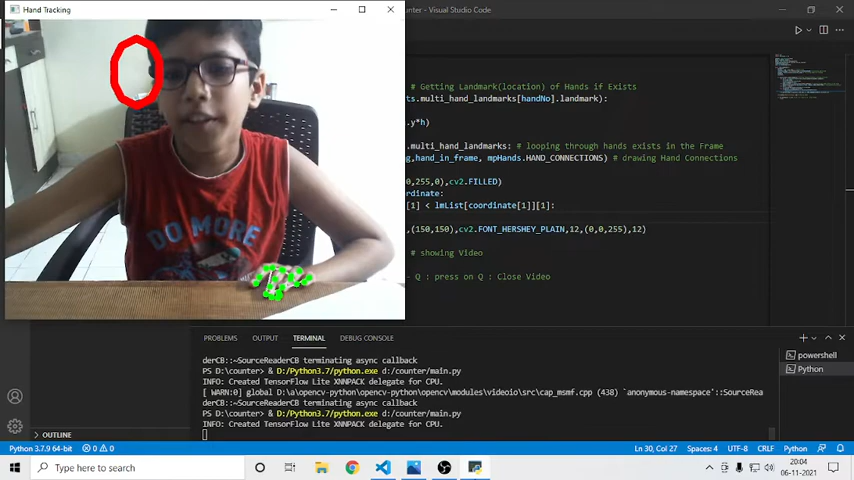 Hand Tracking
unter - Visual Studio Code
# Getting Landmark(location) of Hands if Exists
ts.multi_hand_landmarks[handNo].landmark):
.y*h)
.multi_hand_landmarks: # looping through hands exists in the Frame
g,hand_in_frame, mpHands.HAND_CONNECTIONS) # drawing Hand Connections
0,255,0),cv2.FILLED)
ordinate:
[1] < lmList[coordinate[1]][1]:
,(150,150),cv2.FONT_HERSHEY_PLAIN,12,(0,0,255),12)
# showing Video
- Q : press on Q : Close Video
0
DO MORE
PROBLEMS OUTPUT TERMINAL DEBUG CONSOLE
derCB::~SourceReaderCB terminating async callback
PS D:\counter> & D:/Python3.7/python.exe d:/counter/main.py
INFO: Created TensorFlow Lite XNNPACK delegate for CPU.
[ WARN:0] global D:\a\opencv-python\opencv-python\opencv\modules\videoio\src\cap_msmf.cpp (438) `anonymous-namespace'::SourceRea
derCB::~SourceReaderCB terminating async callback
PS D:\counter> & D:/Python3.7/python.exe d:/counter/main.py
INFO: Created TensorFlow Lite XNNPACK delegate for CPU.
powershell
Python
OUTLINE
Python 3.7.9 64-bit 0 0 Ln 30, Col 27 Spaces: 4 UTF-8 CRLF Python
Type here to search
20:04
06-11-2021